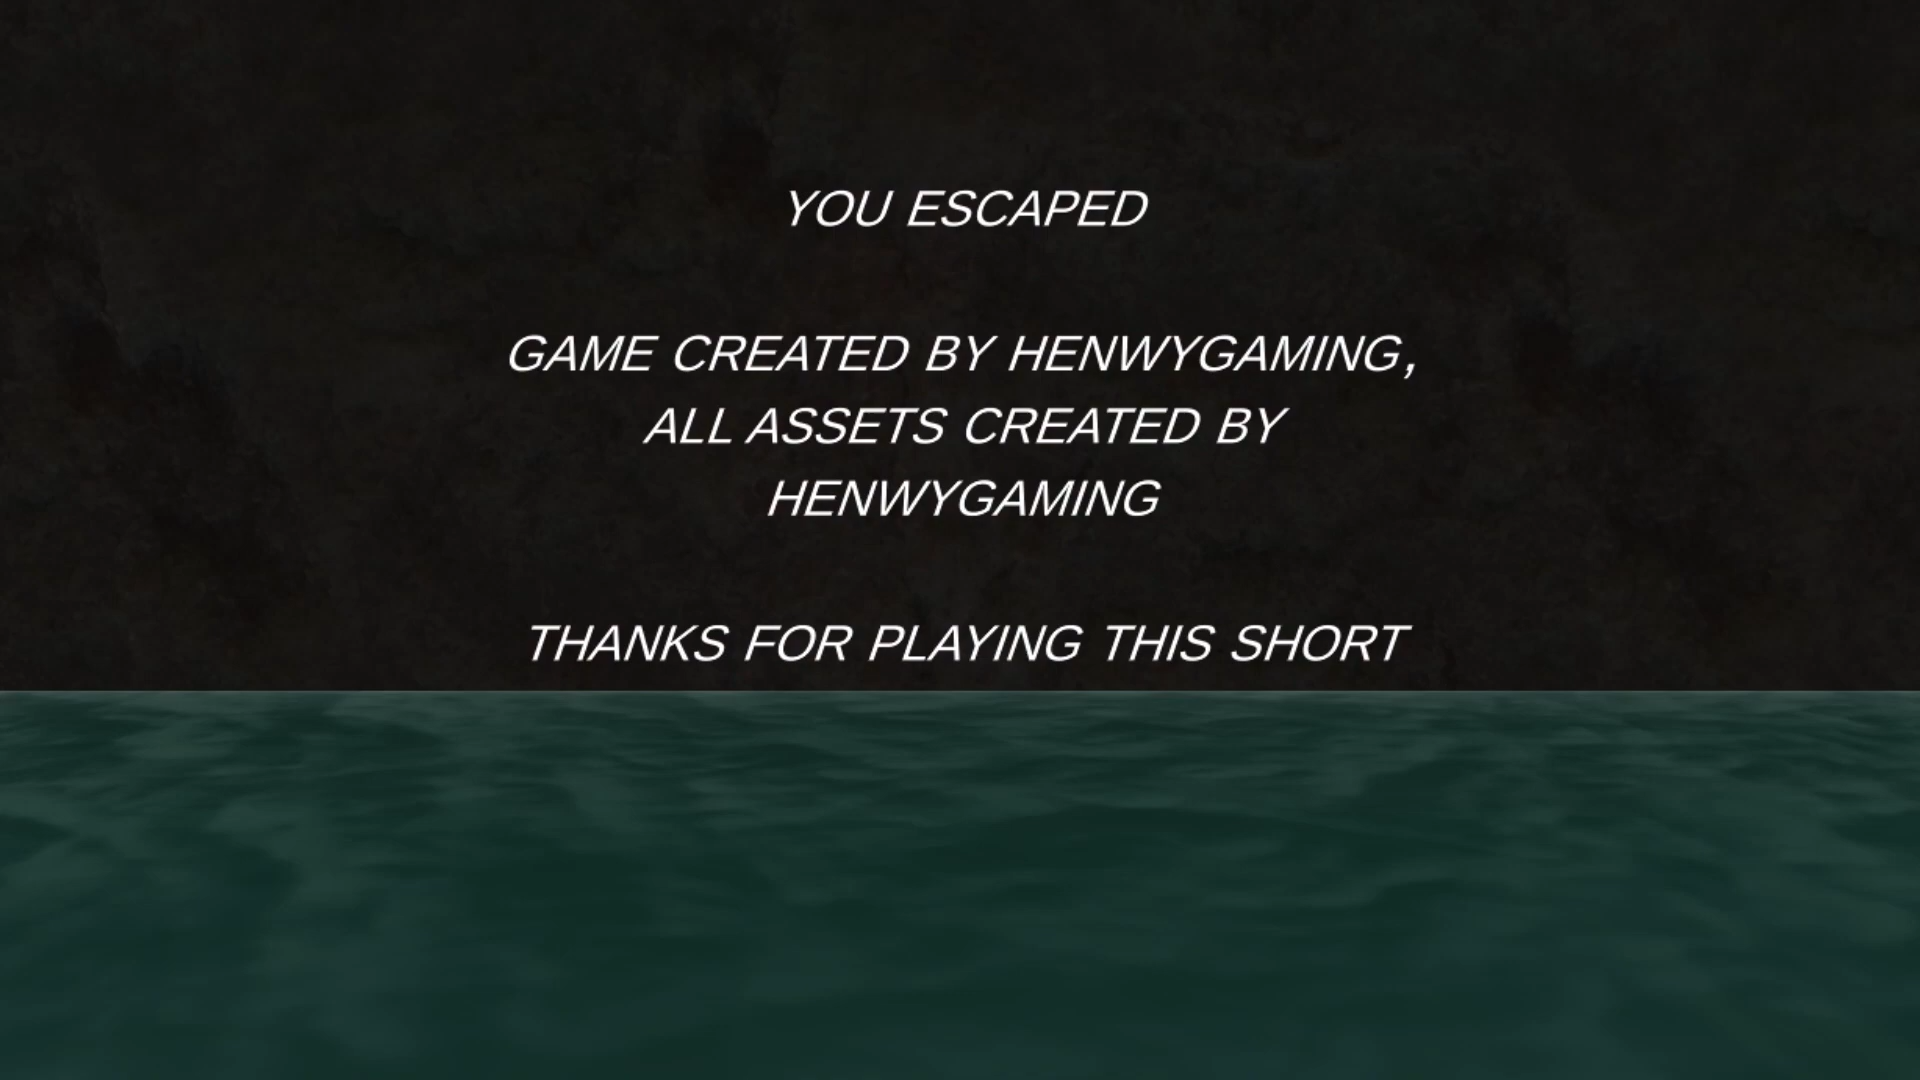 YOU ESCAPED
GAME CREATED BY HENWYGAMING,
ALL ASSETS CREATED BY
HENWYGAMING
THANKS FOR PLAYING THIS SHORT